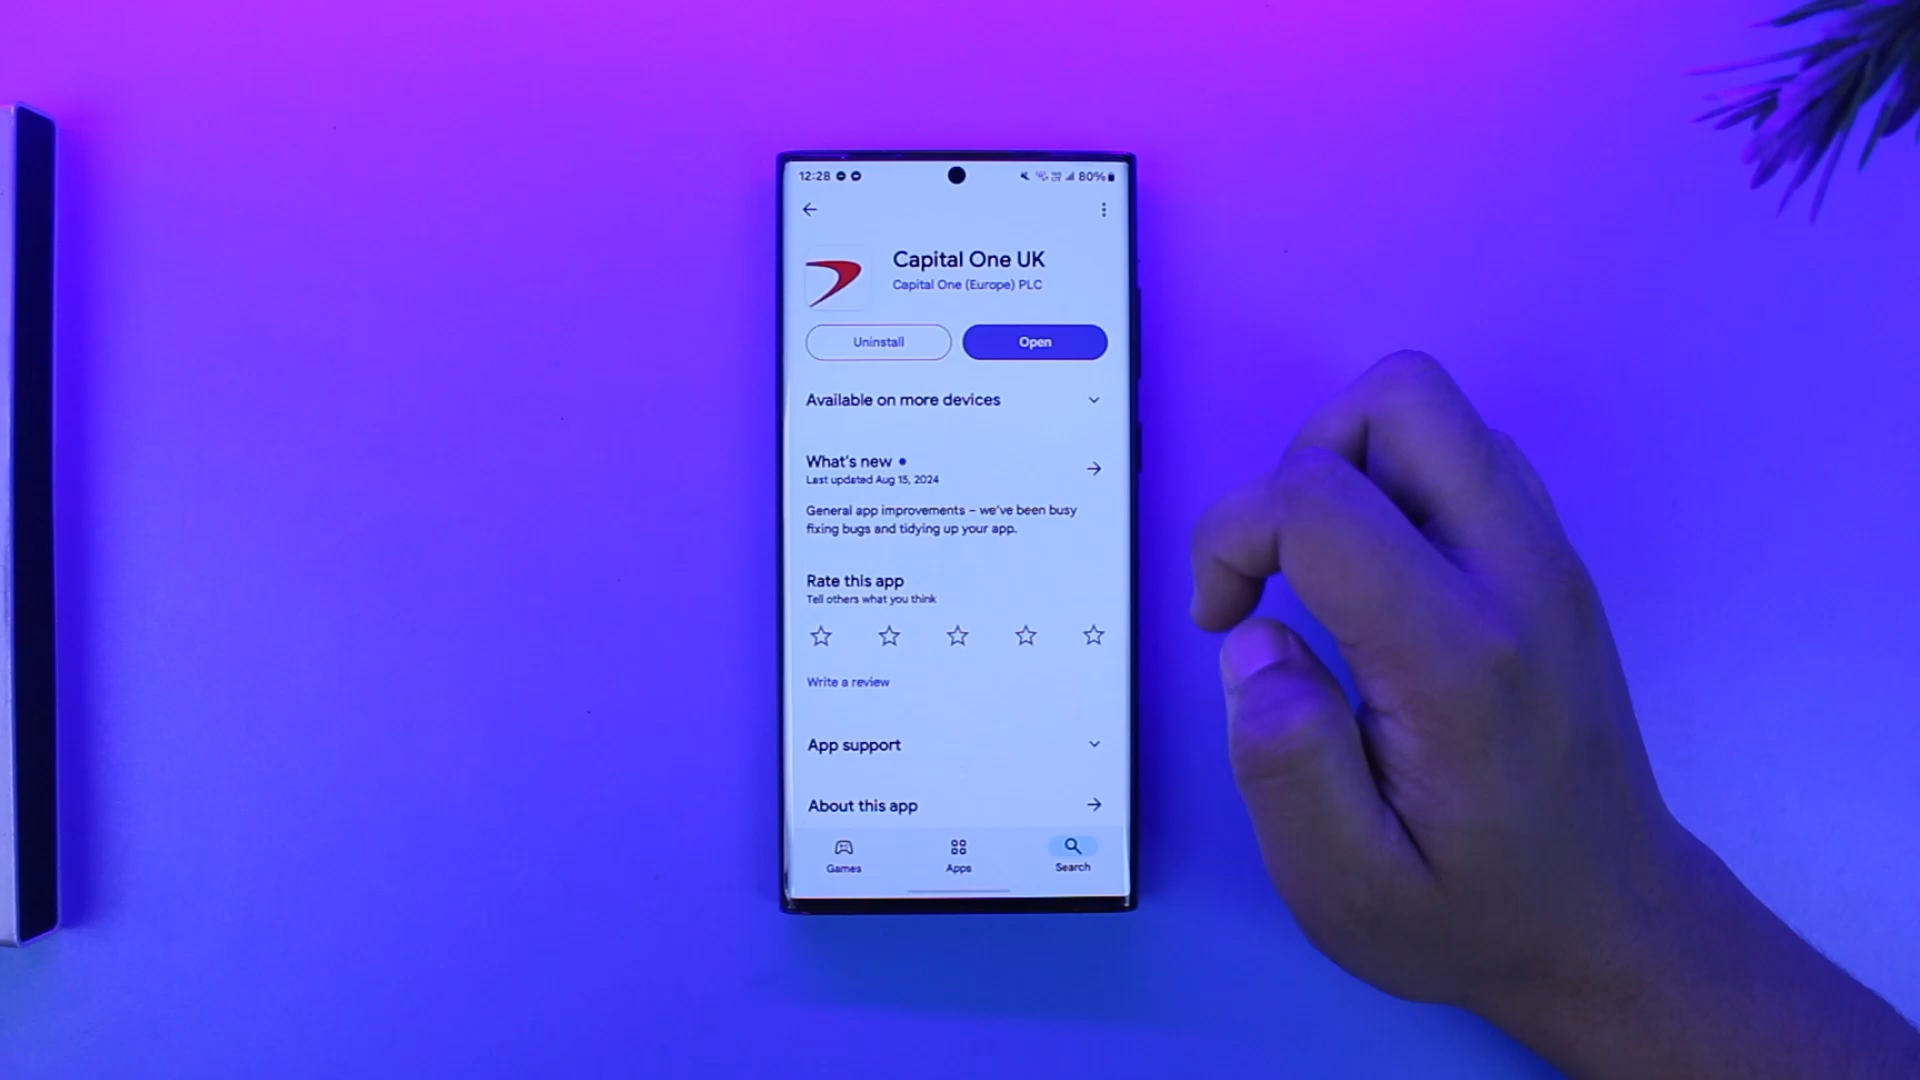 12:28
80%
Capital One UK
Capital One (Europe) PLC
Uninstall
Open
Available on more devices
What's new
Last updated Aug 15, 2024
General app improvements – we've been busy
fixing bugs and tidying up your app.
Rate this app
Tell others what you think
Write a review
App support
About this app
Games
Apps
Search